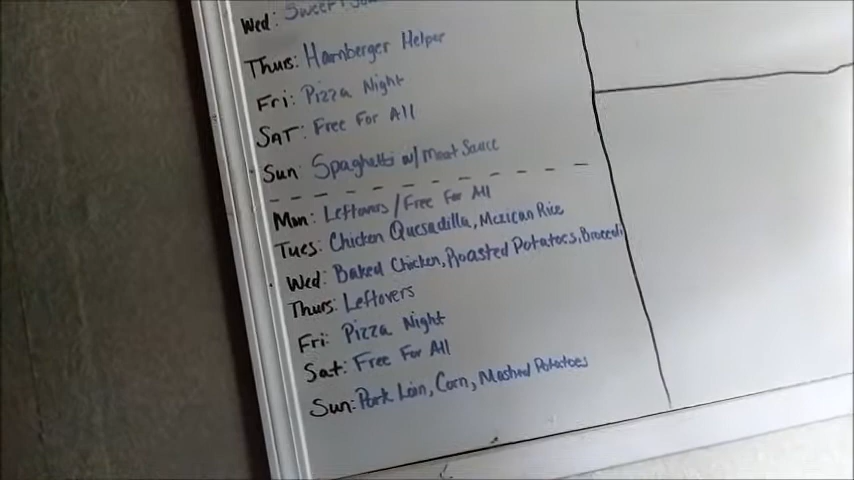 Wed: Sweet
Thurs: Hamberger Helper
Fri: Pizza Night
SAT: Free For All
Sun: Spaghetti w/Meat Sauce
Mon: Leftovers/Free For All
Tues: Chicken Quesadilla, Mexican Rice
Wed: Baked Chicken, Roasted Potatoes, Broccoli
Thurs: Leftovers
Fri: Pizza Night
Sat: Free For All
Sun: Pork Loin, Corn, Mashed Potatoes